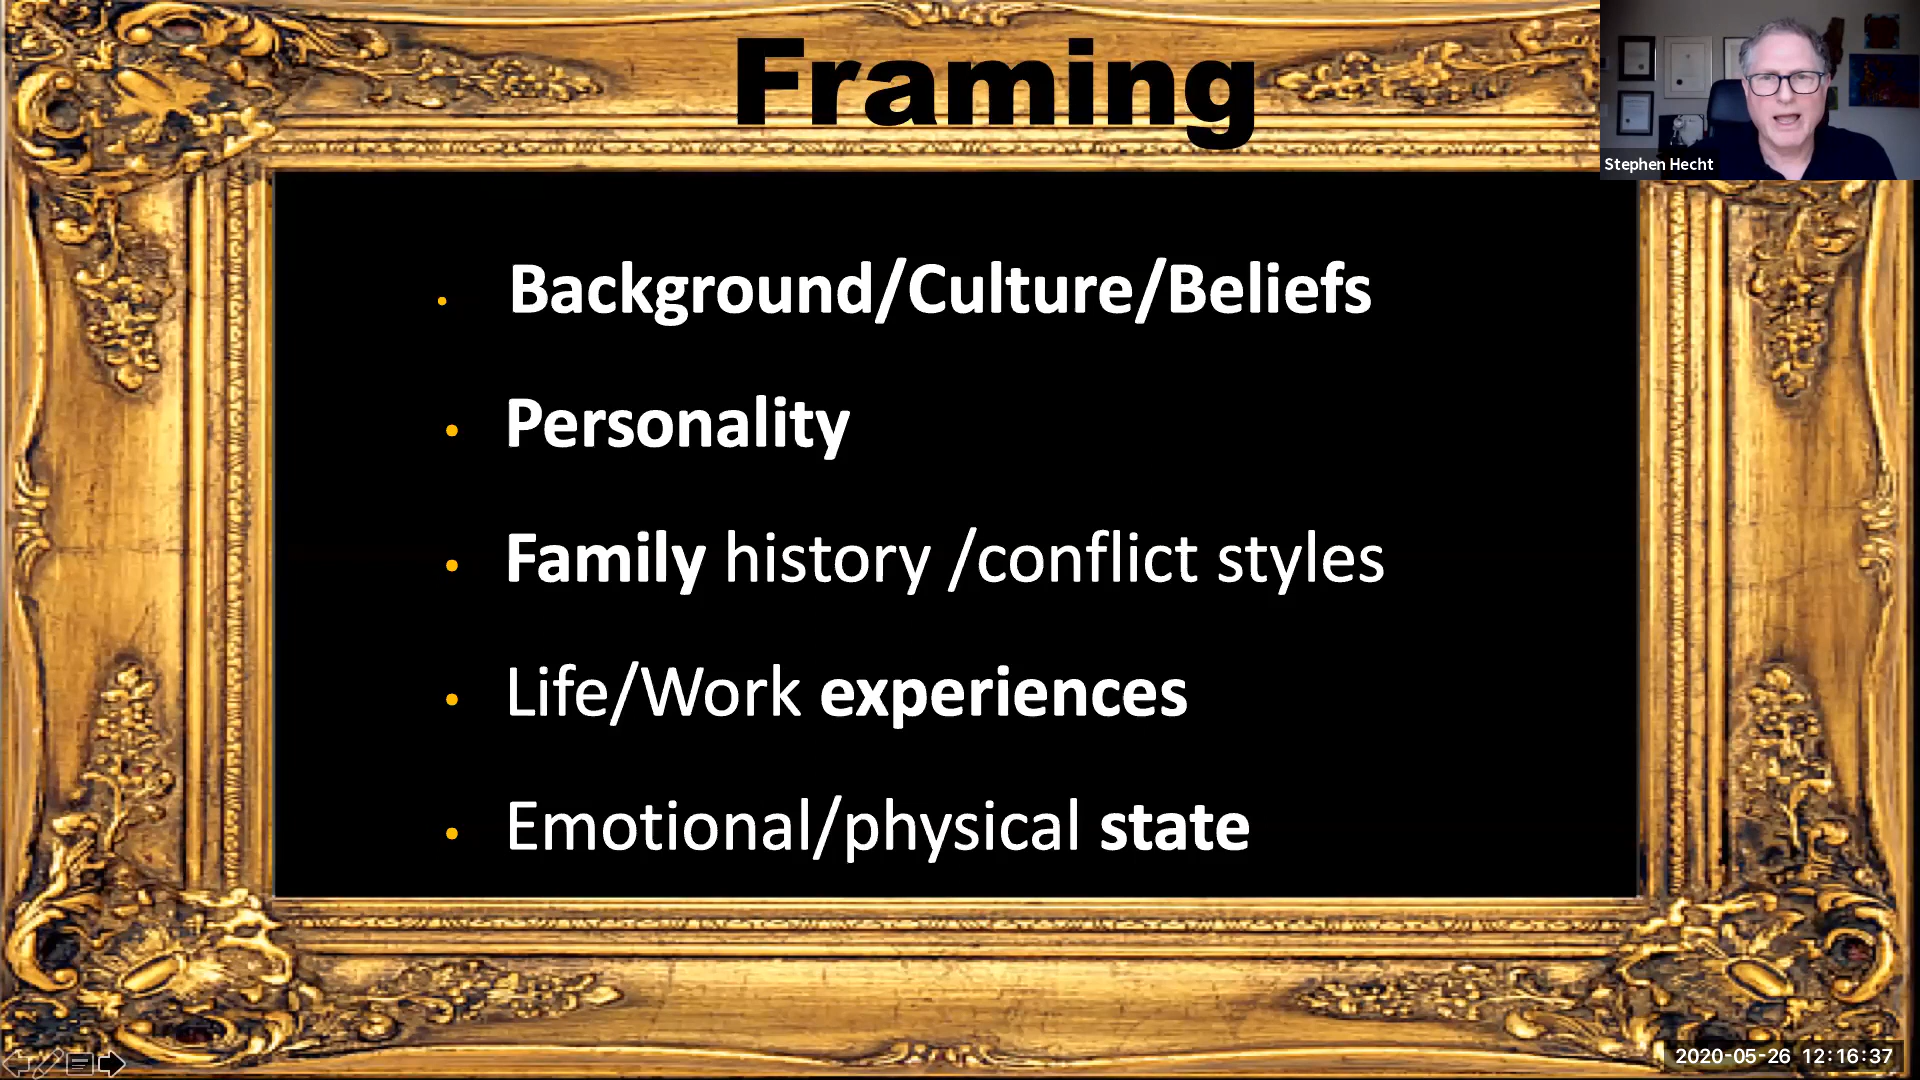 Framing
Stephen Hecht
• Background/Culture/Beliefs
• Personality
• Family history /conflict styles
• Life/Work experiences
• Emotional/physical state
2020-05-26 12:16:37